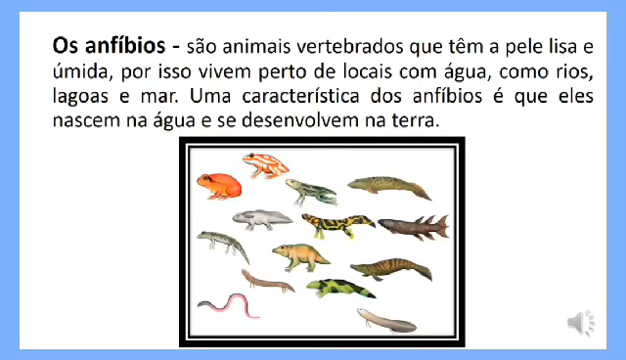 Os anfíbios - são animais vertebrados que têm a pele lisa e
úmida, por isso vivem perto de locais com água, como rios,
lagoas e mar. Uma característica dos anfíbios é que eles
nascem na água e se desenvolvem na terra.